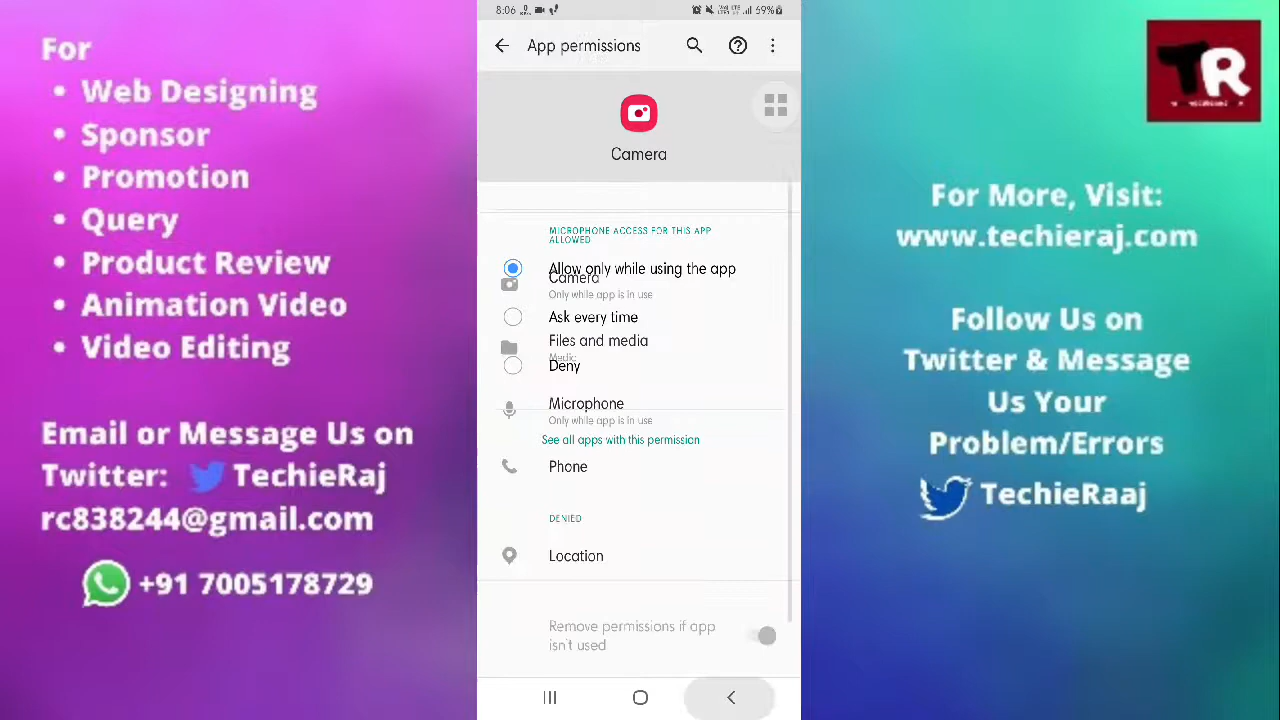 For
• Web Designing
• Sponsor
• Promotion
• Query
• Product Review
• Animation Video
• Video Editing
Email or Message Us on
Twitter: TechieRaj
rc838244@gmail.com
+91 7005178729
8:06
59%
App permissions
Camera
MICROPHONE ACCESS FOR THIS APP
ALLOWED
Allow only while using the app
Camera
Only while app is in use
Ask every time
Files and media
Media
Deny
Microphone
Only while app is in use
See all apps with this permission
Phone
DENIED
Location
Remove permissions if app
isn't used
TR
For More, Visit:
www.techieraj.com
Follow Us on
Twitter & Message
Us Your
Problem/Errors
TechieRaaj